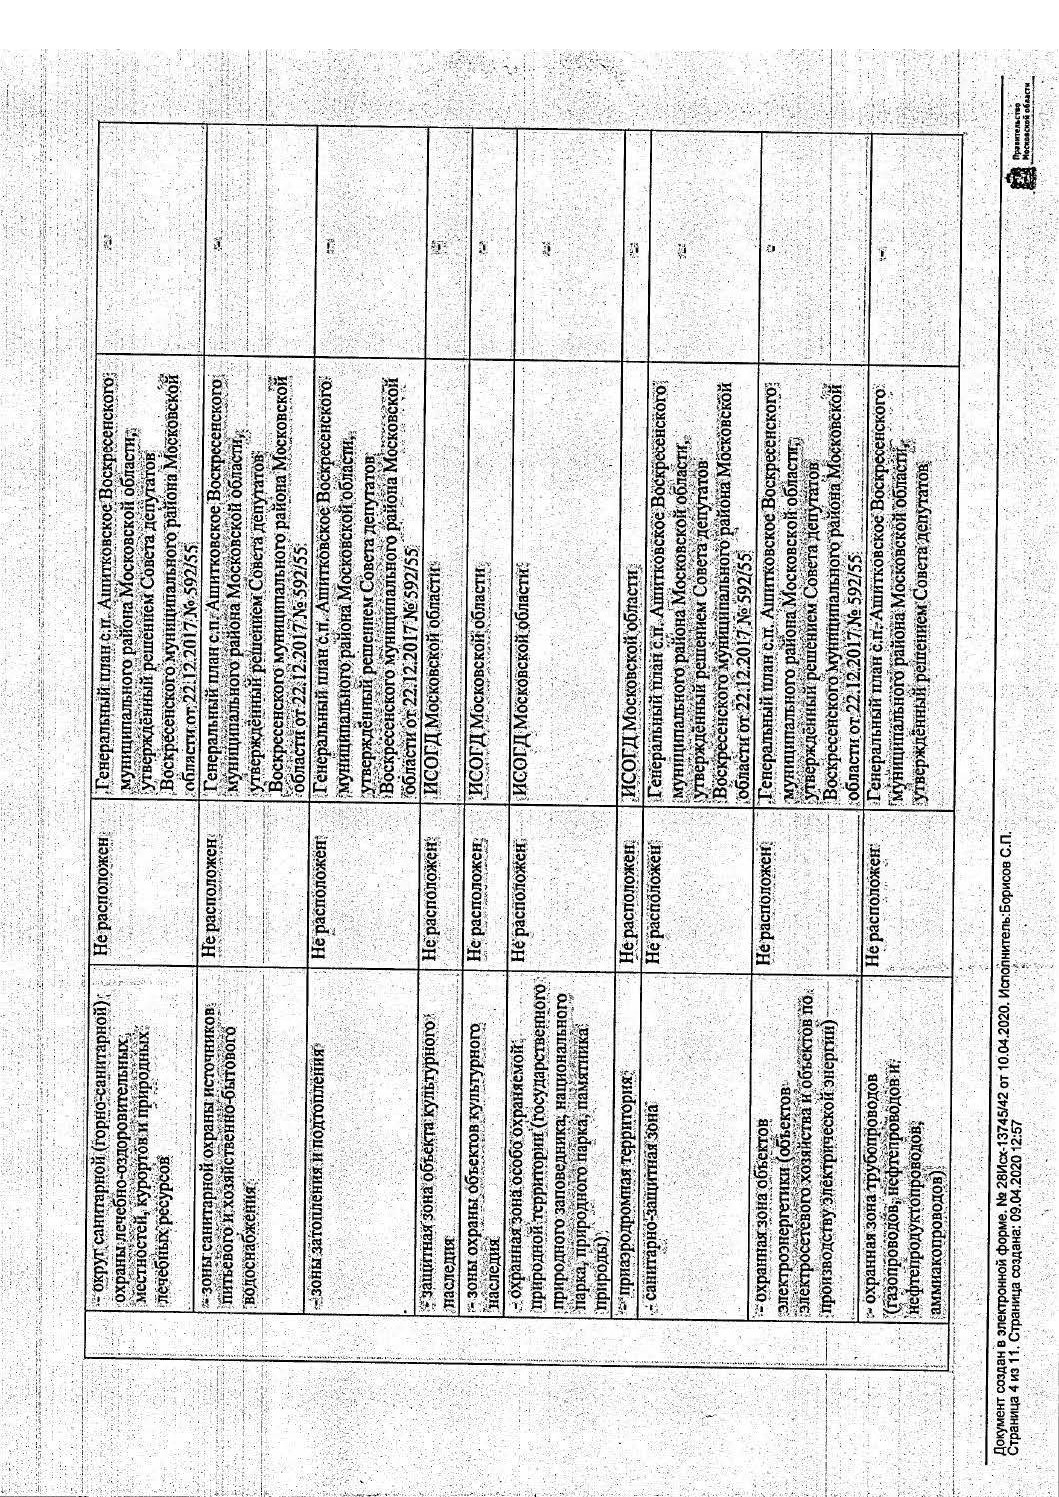 - округ санитарной (горно-санитарной)
охраны лечебно-оздоровительных
местностей, курортов и природных
лечебных ресурсов
Не расположен
Генеральный план с.п. Ашитковское Воскресенского
муниципального района Московской области,
утверждённый решением Совета депутатов
Воскресенского муниципального района Московской
области от 22.12.2017 № 592/55
-
- зоны санитарной охраны источников
питьевого и хозяйственно-бытового
водоснабжения
Не расположен
Генеральный план с.п. Ашитковское Воскресенского
муниципального района Московской области,
утверждённый решением Совета депутатов
Воскресенского муниципального района Московской
области от 22.12.2017 № 592/55
-
- зоны затопления и подтопления
Не расположен
Генеральный план с.п. Ашитковское Воскресенского
муниципального района Московской области,
утверждённый решением Совета депутатов
Воскресенского муниципального района Московской
области от 22.12.2017 № 592/55
-
- защитная зона объекта культурного
наследия
Не расположен
ИСОГД Московской области
-
- зоны охраны объектов культурного
наследия
Не расположен
ИСОГД Московской области
-
- охранная зона особо охраняемой
природной территории (государственного
природного заповедника, национального
парка, природного парка, памятника
природы)
Не расположен
ИСОГД Московской области
-
- приаэродромная территория
Не расположен
ИСОГД Московской области
-
- санитарно-защитная зона
Не расположен
Генеральный план с.п. Ашитковское Воскресенского
муниципального района Московской области,
утверждённый решением Совета депутатов
Воскресенского муниципального района Московской
области от 22.12.2017 № 592/55
-
- охранная зона объектов
электроэнергетики (объектов
электросетевого хозяйства и объектов по
производству электрической энергии)
Не расположен
Генеральный план с.п. Ашитковское Воскресенского
муниципального района Московской области,
утверждённый решением Совета депутатов
Воскресенского муниципального района Московской
области от 22.12.2017 № 592/55
-
- охранная зона трубопроводов
(газопроводов, нефтепроводов и
нефтепродуктопроводов,
аммиакопроводов)
Не расположен
Генеральный план с.п. Ашитковское Воскресенского
муниципального района Московской области,
утверждённый решением Совета депутатов
-
Документ создан в электронной форме. № 28Исх-13745/42 от 10.04.2020. Исполнитель:Борисов С.П.
Страница 4 из 11. Страница создана: 09.04.2020 12:57
Правительство
Московской области